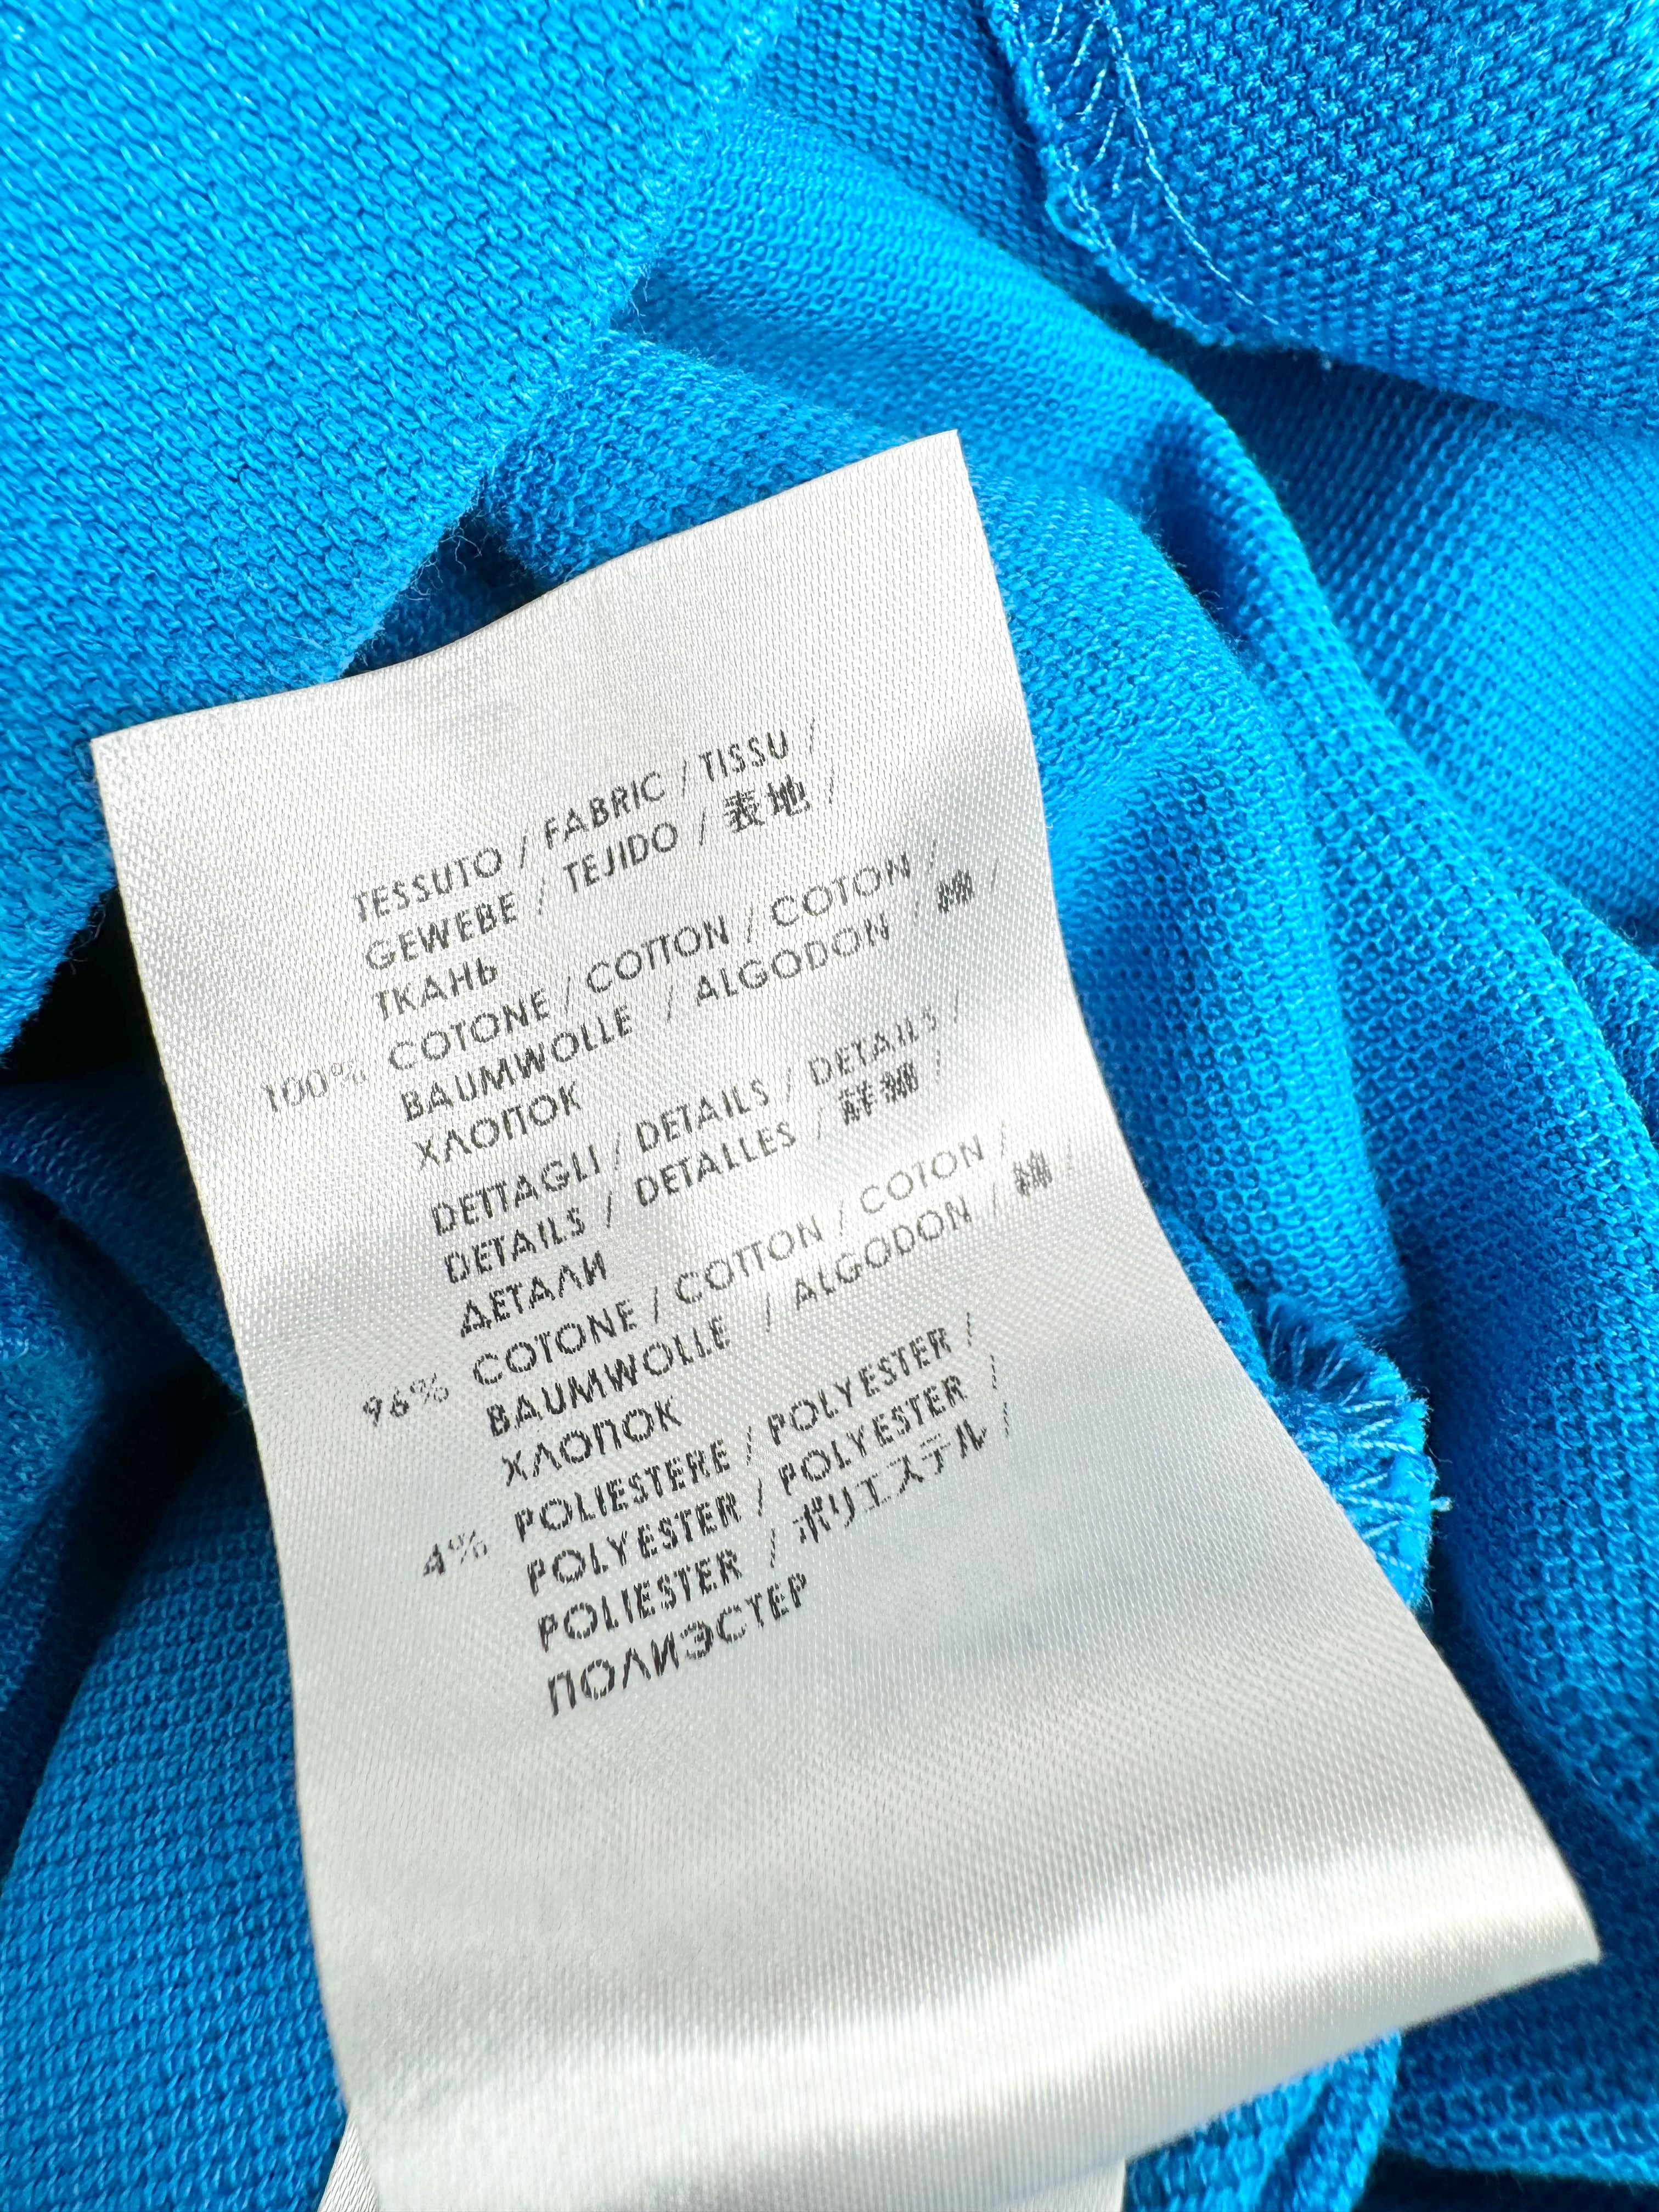 TESSUTO / FABRIC / TISSU /
GEWEBE / TEJIDO / 表地 /
ТКАНЬ
100% COTONE / COTTON / COTON /
BAUMWOLLE / ALGODON / 綿 /
ХЛОПОК
DETTAGLI / DETAILS / DETAILS /
DETAILS / DETALLES / 詳細 /
ДЕТАЛИ
96% COTONE / COTTON / COTON /
BAUMWOLLE / ALGODON / 綿 /
ХЛОПОК
4% POLIESTERE / POLYESTER /
POLYESTER / POLYESTER /
POLIESTER / ポリエステル /
ПОЛИЭСТЕР